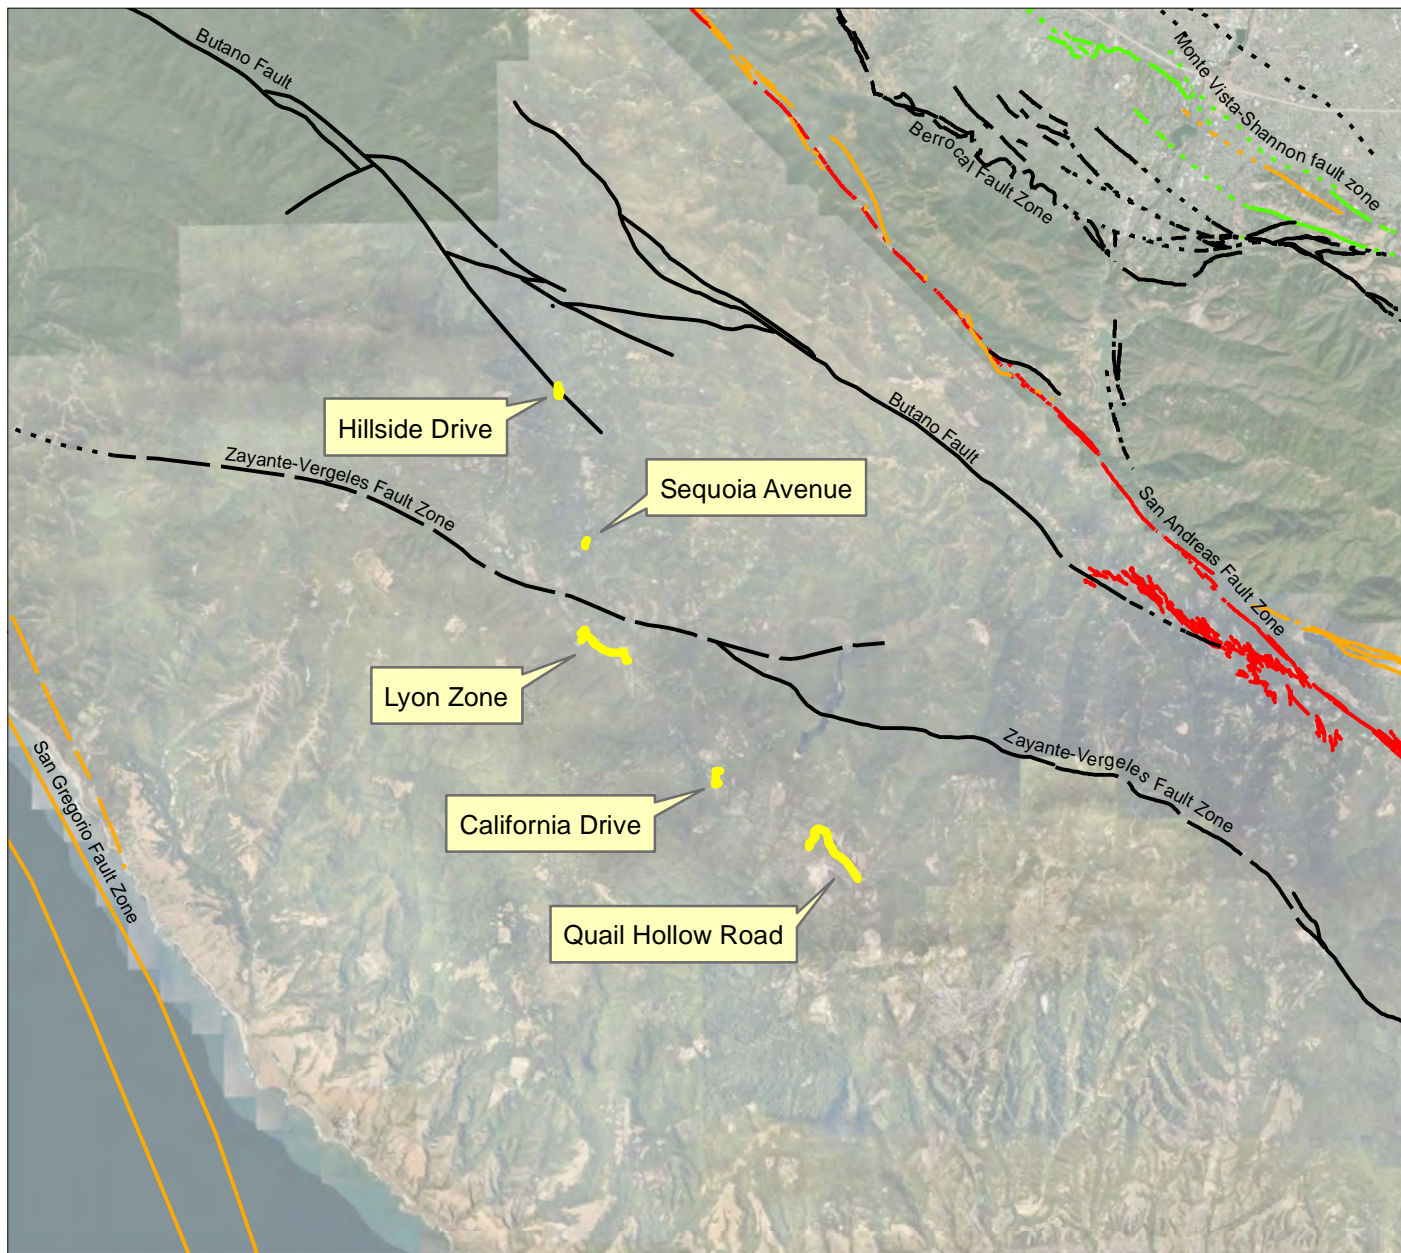 Butano Fault
Monte Vista-Shannon fault zone
Berrocal Fault Zone
Hillside Drive
Butano Fault
Zayante-Vergeles Fault Zone
Sequoia Avenue
San Andreas Fault Zone
Lyon Zone
San Gregorio Fault Zone
Zayante-Vergeles Fault Zone
California Drive
Quail Hollow Road